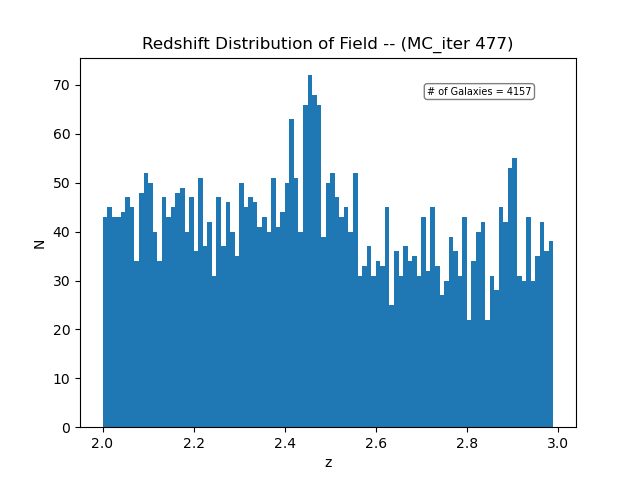 Redshift Distribution of Field -- (MC_iter 477)
# of Galaxies = 4157
70
60
50
40
30
20
10
0
N
2.0 2.2 2.4 2.6 2.8 3.0
z